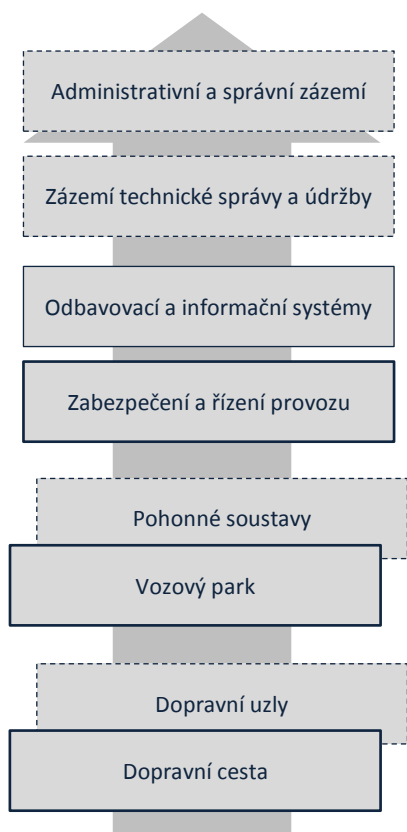 Administrativní a správní zázemí
Zázemí technické správy a údržby
Odbavovací a informační systémy
Zabezpečení a řízení provozu
Pohonné soustavy
Vozový park
Dopravní uzly
Dopravní cesta